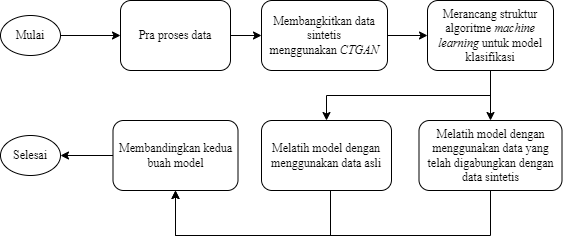 Mulai
Pra proses data
Membangkitkan data
sintetis
menggunakan CTGAN
Merancang struktur
algoritme machine
learning untuk model
klasifikasi
Selesai
Membandingkan kedua
buah model
Melatih model dengan
menggunakan data asli
Melatih model dengan
menggunakan data yang
telah digabungkan dengan
data sintetis